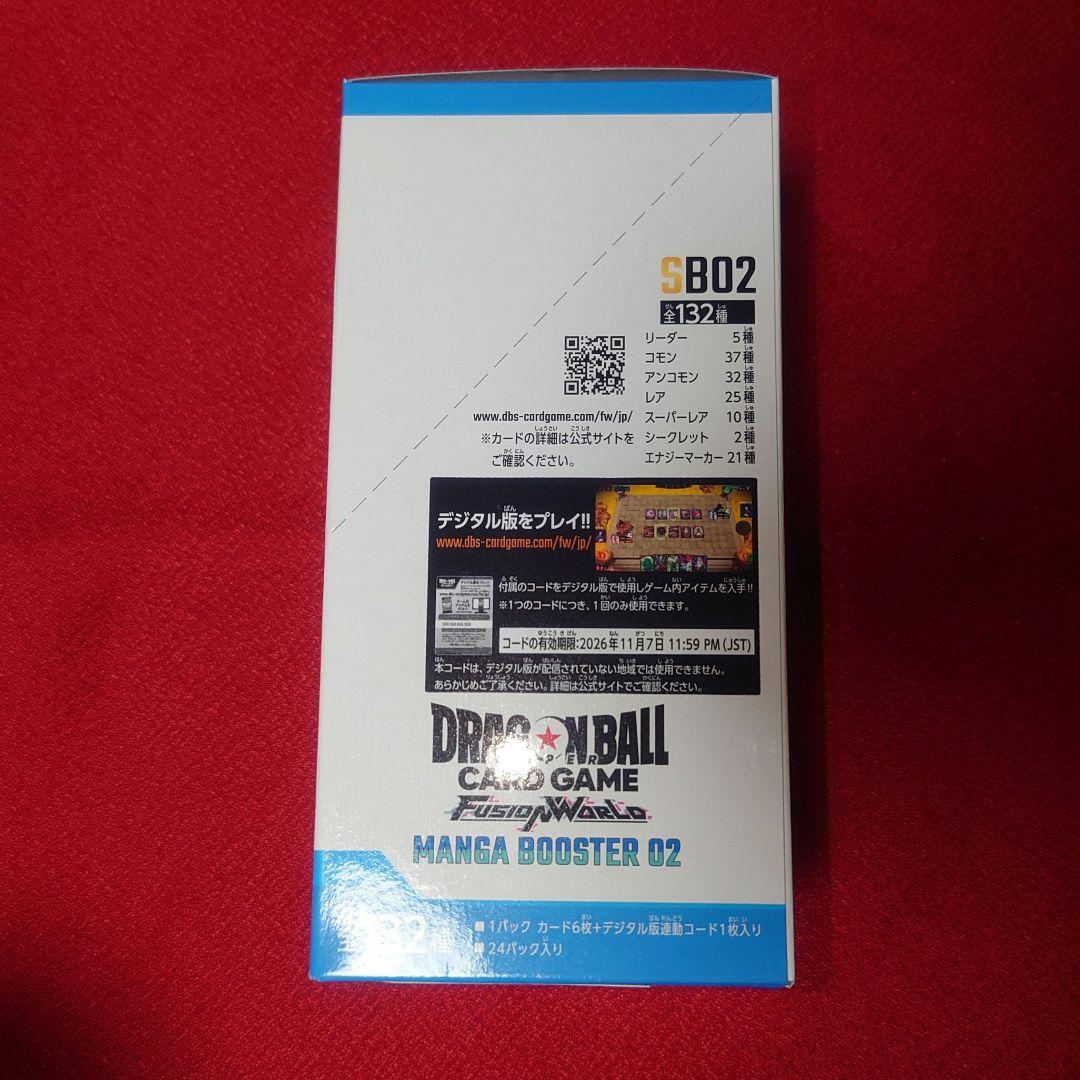 SB02
全132種
リーダー 5種
コモン 37種
アンコモン 32種
レア 25種
スーパーレア 10種
シークレット 2種
エナジーマーカー 21種
www.dbs-cardgame.com/fw/jp/
※カードの詳細は公式サイトを
ご確認ください。
デジタル版をプレイ!!
www.dbs-cardgame.com/fw/jp/
付属のコードをデジタル版で使用しゲーム内アイテムを入手!!
※1つのコードにつき、1回のみ使用できます。
コードの有効期限:2026年11月7日 11:59 PM(JST)
本コードは、デジタル版が配信されていない地域では使用できません。
あらかじめご了承ください。詳細は公式サイトでご確認ください。
DRAGON BALL
SUPER
CARD GAME
FUSION WORLD
MANGA BOOSTER 02
全132種
■1パック カード6枚+デジタル版連動コード1枚入り
■24パック入り